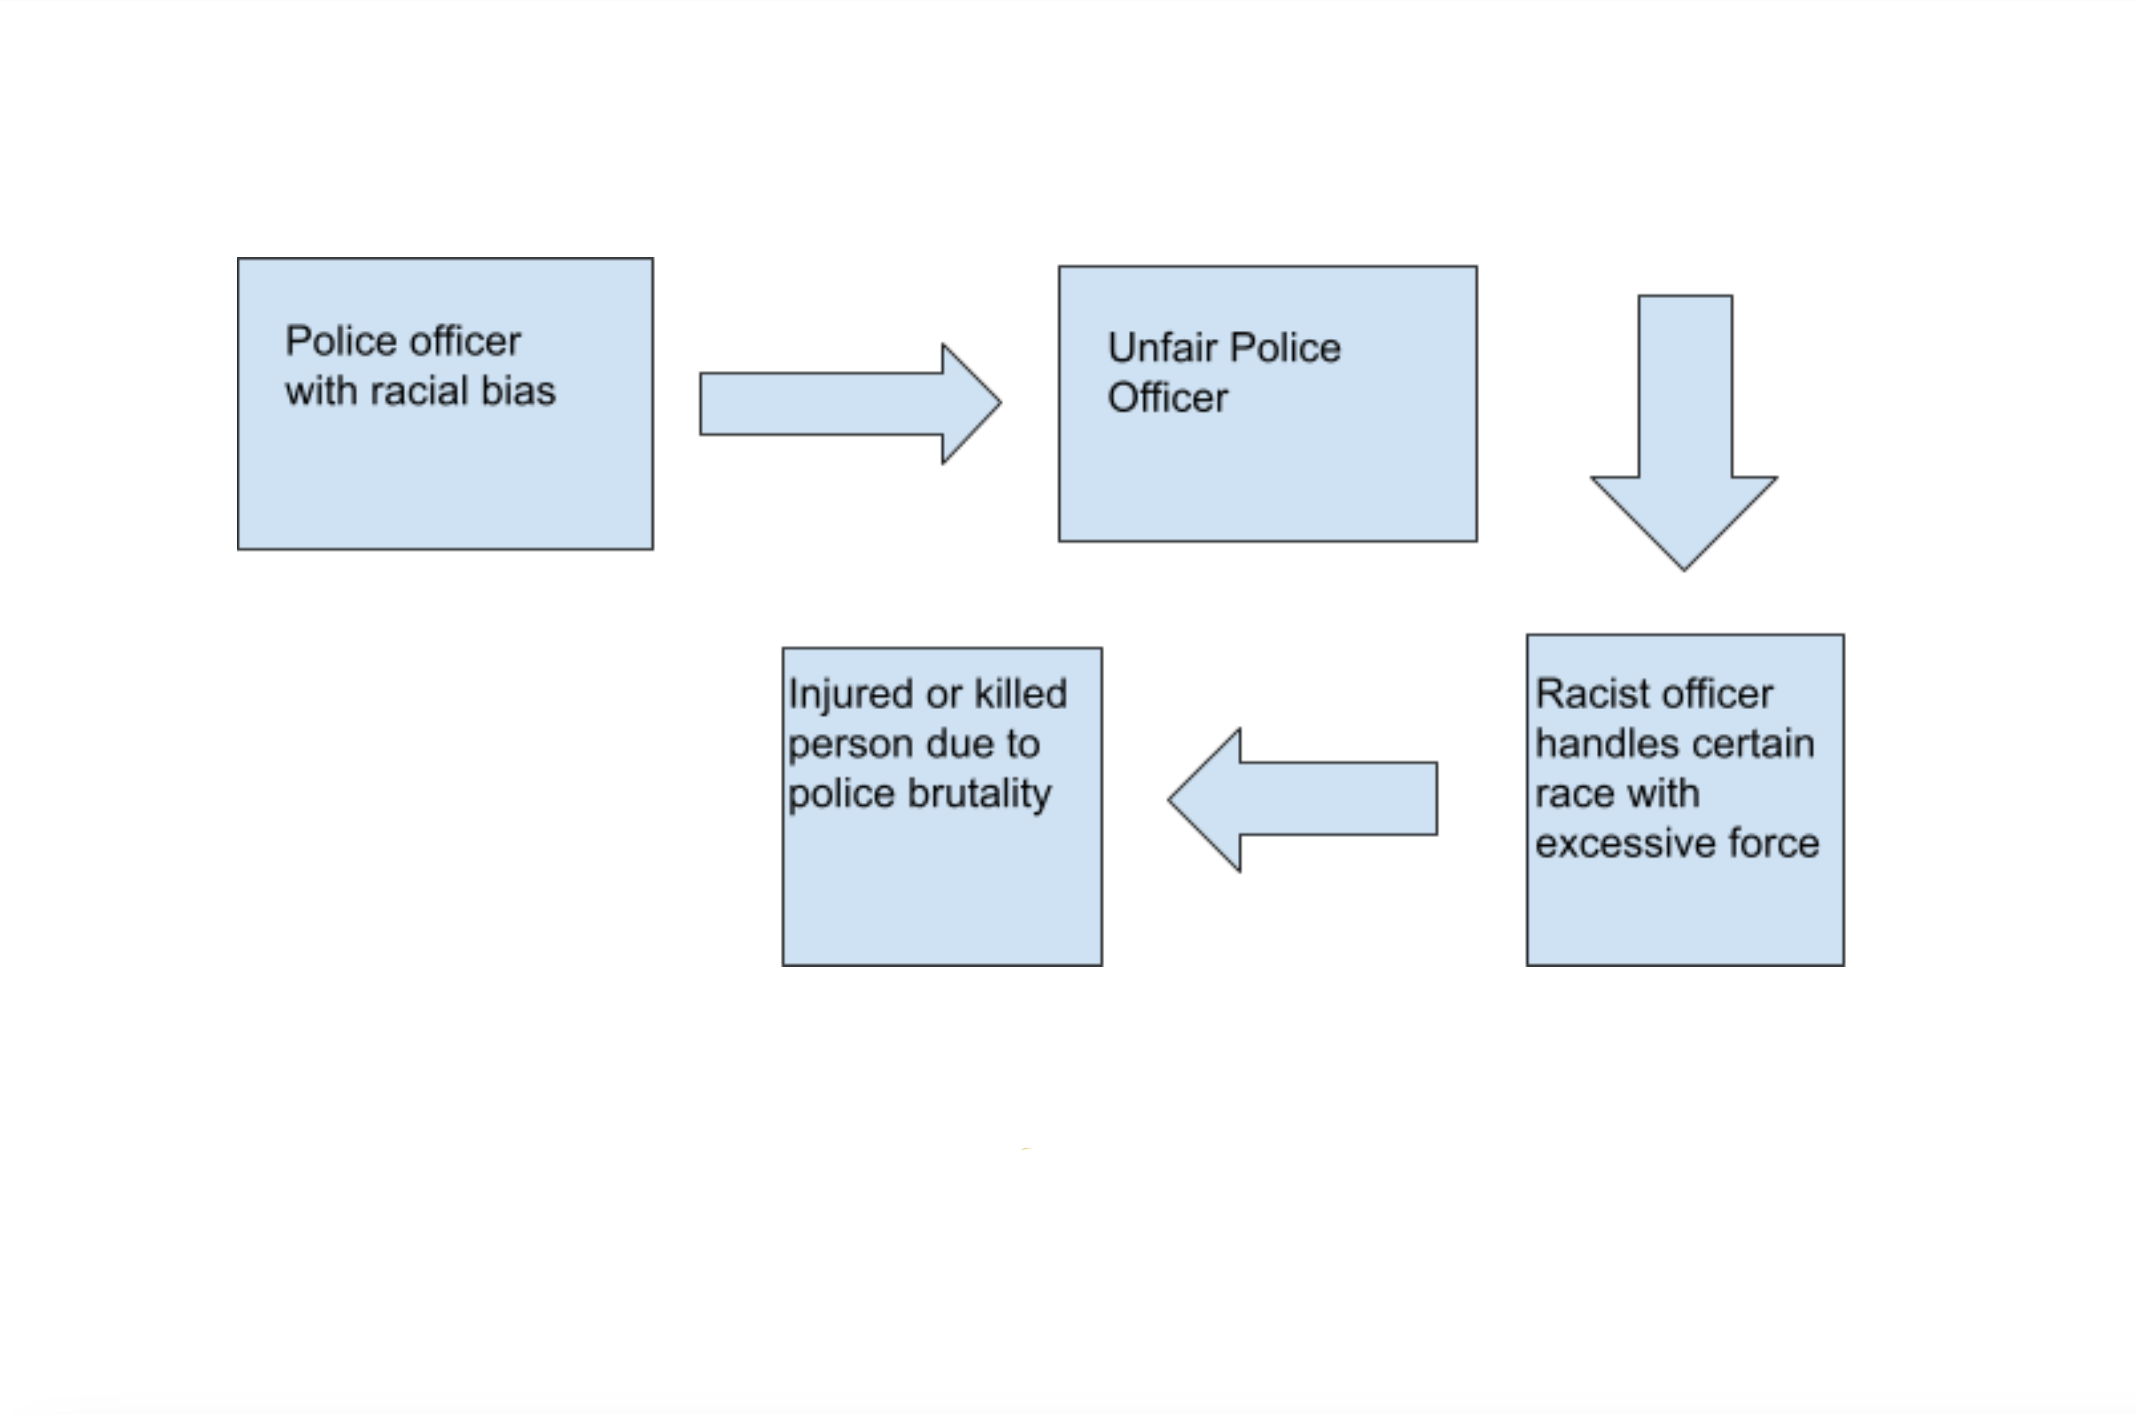 Police officer
with racial bias
Unfair Police
Officer
Racist officer
handles certain
race with
excessive force
Injured or killed
person due to
police brutality